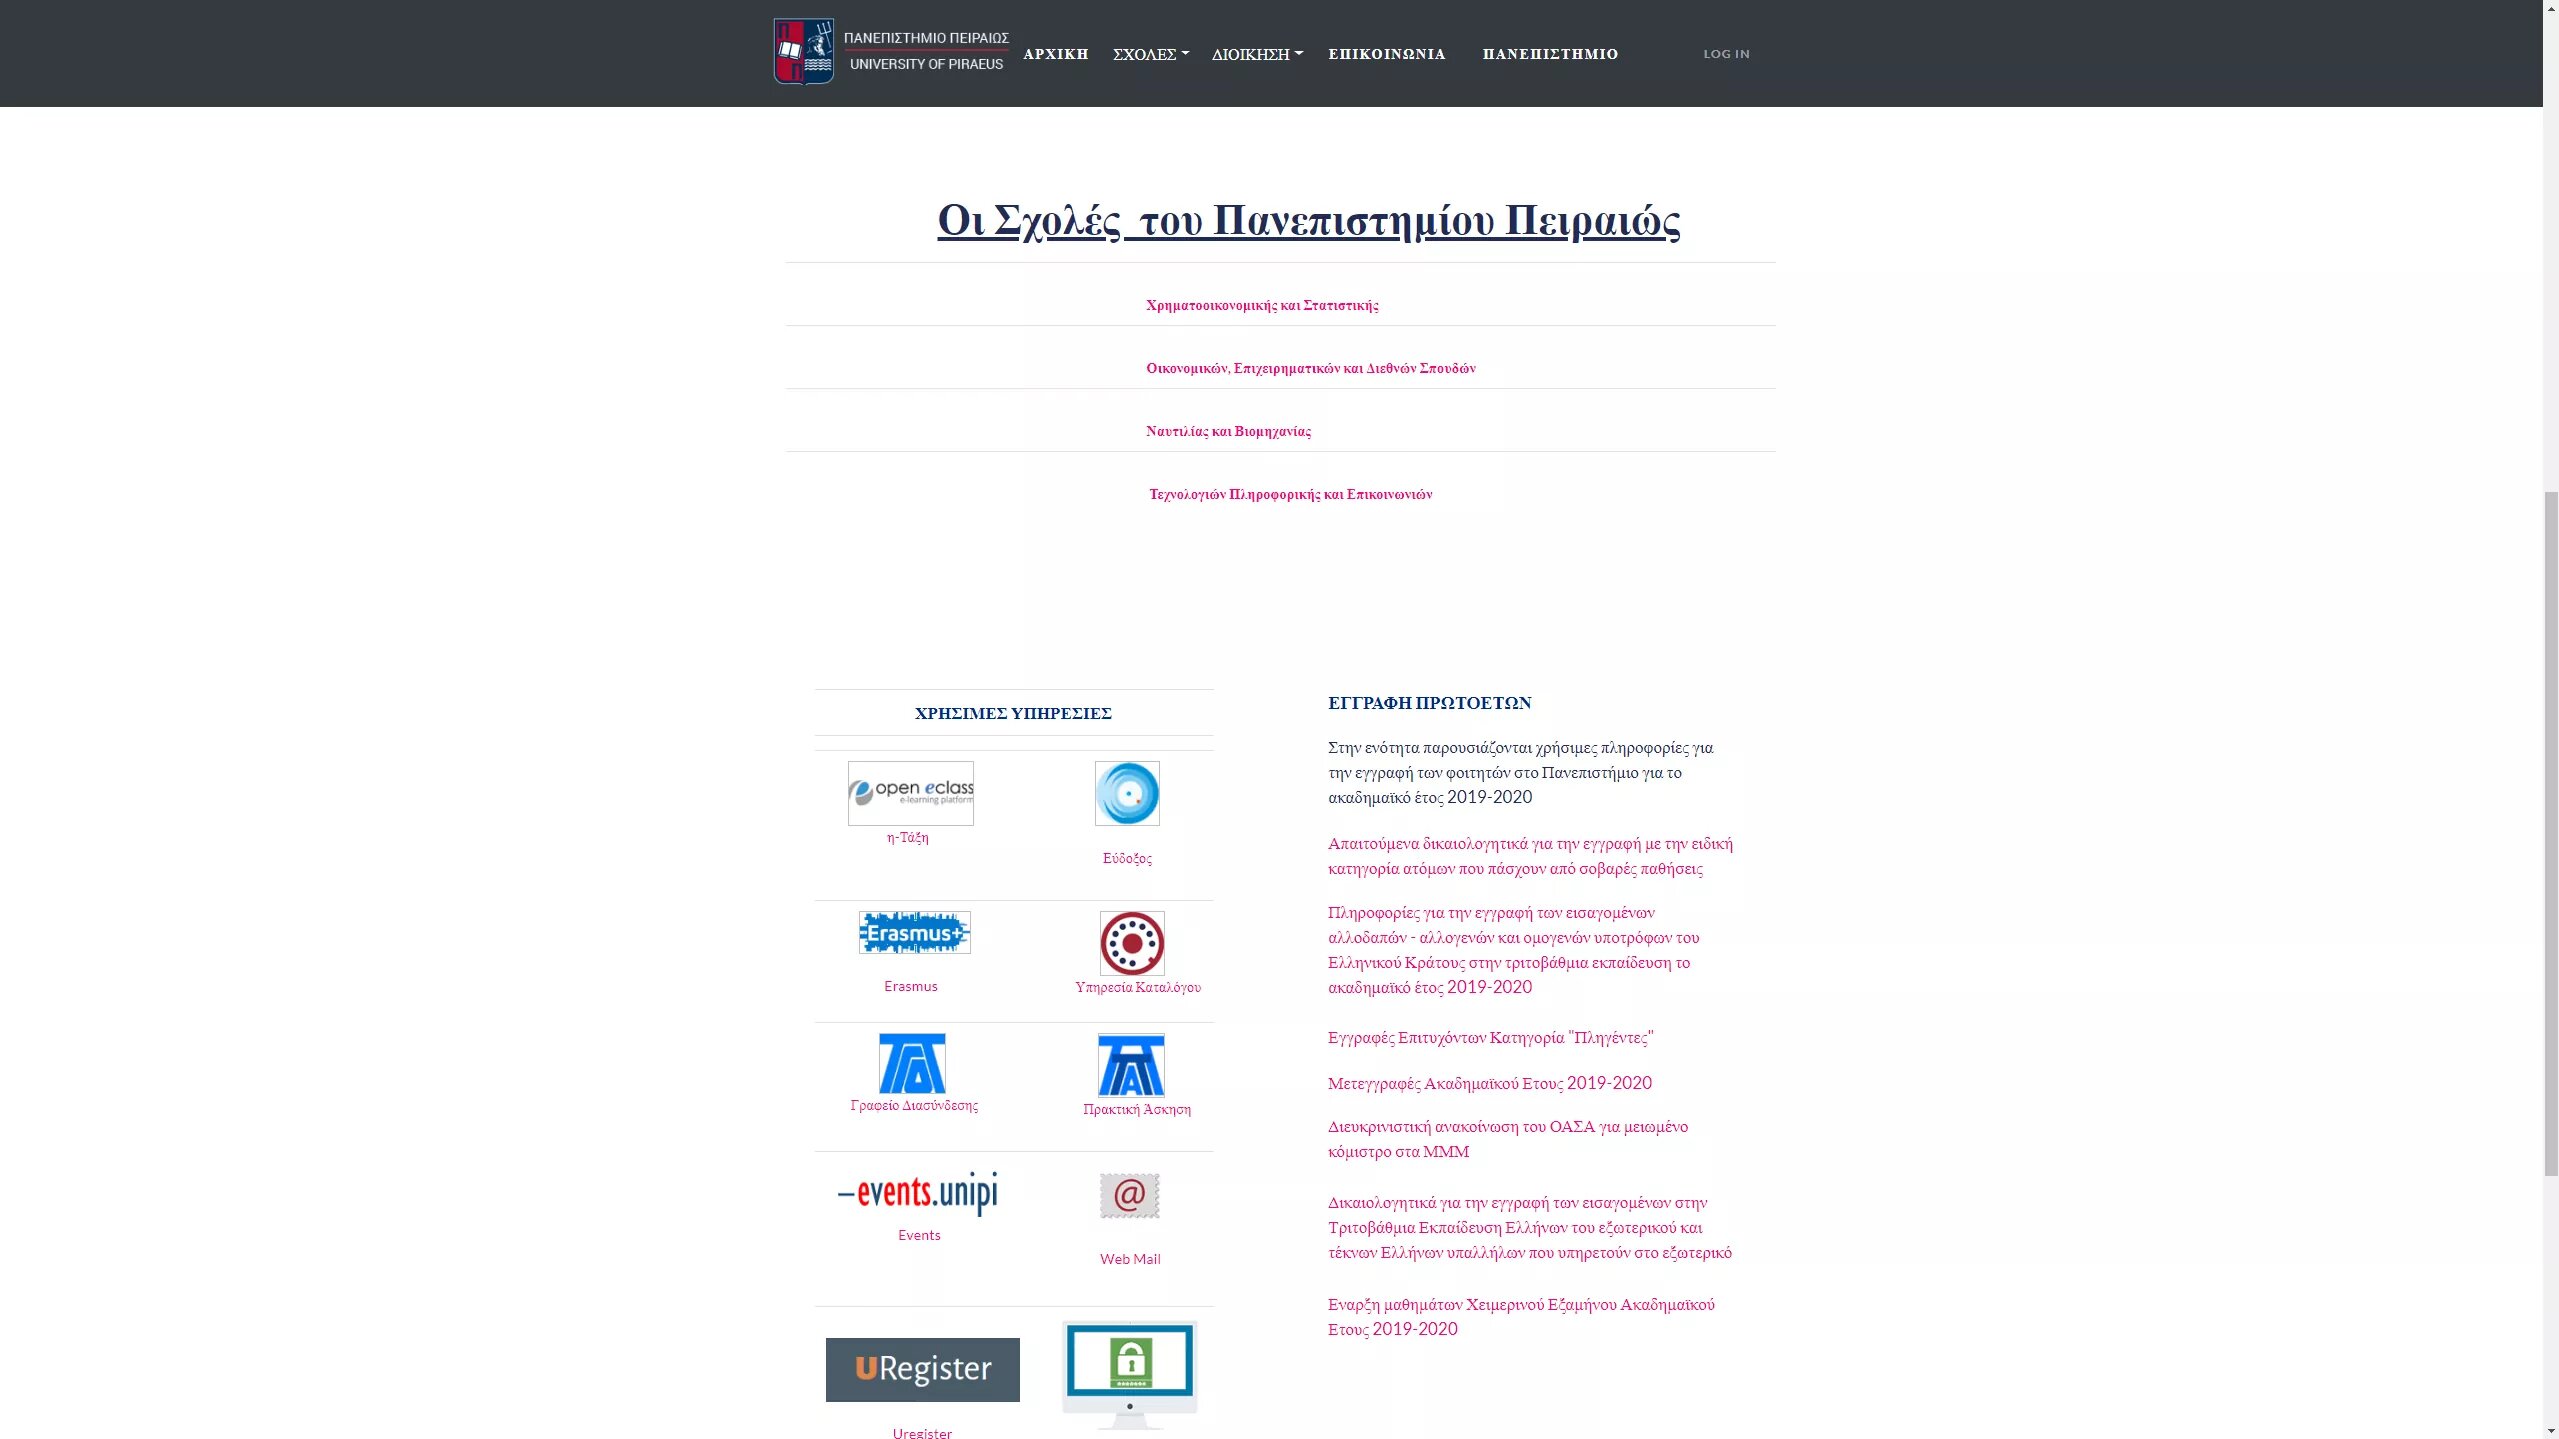 ΠΑΝΕΠΙΣΤΗΜΙΟ ΠΕΙΡΑΙΩΣ
UNIVERSITY OF PIRAEUS
ΑΡΧΙΚΗ ΣΧΟΛΕΣ ΔΙΟΙΚΗΣΗ ΕΠΙΚΟΙΝΩΝΙΑ ΠΑΝΕΠΙΣΤΗΜΙΟ LOG IN
Οι Σχολές του Πανεπιστημίου Πειραιώς
Χρηματοοικονομικής και Στατιστικής
Οικονομικών, Επιχειρηματικών και Διεθνών Σπουδών
Ναυτιλίας και Βιομηχανίας
Τεχνολογιών Πληροφορικής και Επικοινωνιών
ΧΡΗΣΙΜΕΣ ΥΠΗΡΕΣΙΕΣ
open eclass
e-learning platform
η-Τάξη
Εύδοξος
Erasmus+
Erasmus
Υπηρεσία Καταλόγου
Γραφείο Διασύνδεσης
Πρακτική Άσκηση
events.unipi
@
Events
Web Mail
URegister
Uregister
ΕΓΓΡΑΦΗ ΠΡΩΤΟΕΤΩΝ
Στην ενότητα παρουσιάζονται χρήσιμες πληροφορίες για
την εγγραφή των φοιτητών στο Πανεπιστήμιο για το
ακαδημαϊκό έτος 2019-2020
Απαιτούμενα δικαιολογητικά για την εγγραφή με την ειδική
κατηγορία ατόμων που πάσχουν από σοβαρές παθήσεις
Πληροφορίες για την εγγραφή των εισαγομένων
αλλοδαπών - αλλογενών και ομογενών υποτρόφων του
Ελληνικού Κράτους στην τριτοβάθμια εκπαίδευση το
ακαδημαϊκό έτος 2019-2020
Εγγραφές Επιτυχόντων Κατηγορία "Πληγέντες"
Μετεγγραφές Ακαδημαϊκού Ετους 2019-2020
Διευκρινιστική ανακοίνωση του ΟΑΣΑ για μειωμένο
κόμιστρο στα ΜΜΜ
Δικαιολογητικά για την εγγραφή των εισαγομένων στην
Τριτοβάθμια Εκπαίδευση Ελλήνων του εξωτερικού και
τέκνων Ελλήνων υπαλλήλων που υπηρετούν στο εξωτερικό
Εναρξη μαθημάτων Χειμερινού Εξαμήνου Ακαδημαϊκού
Ετους 2019-2020